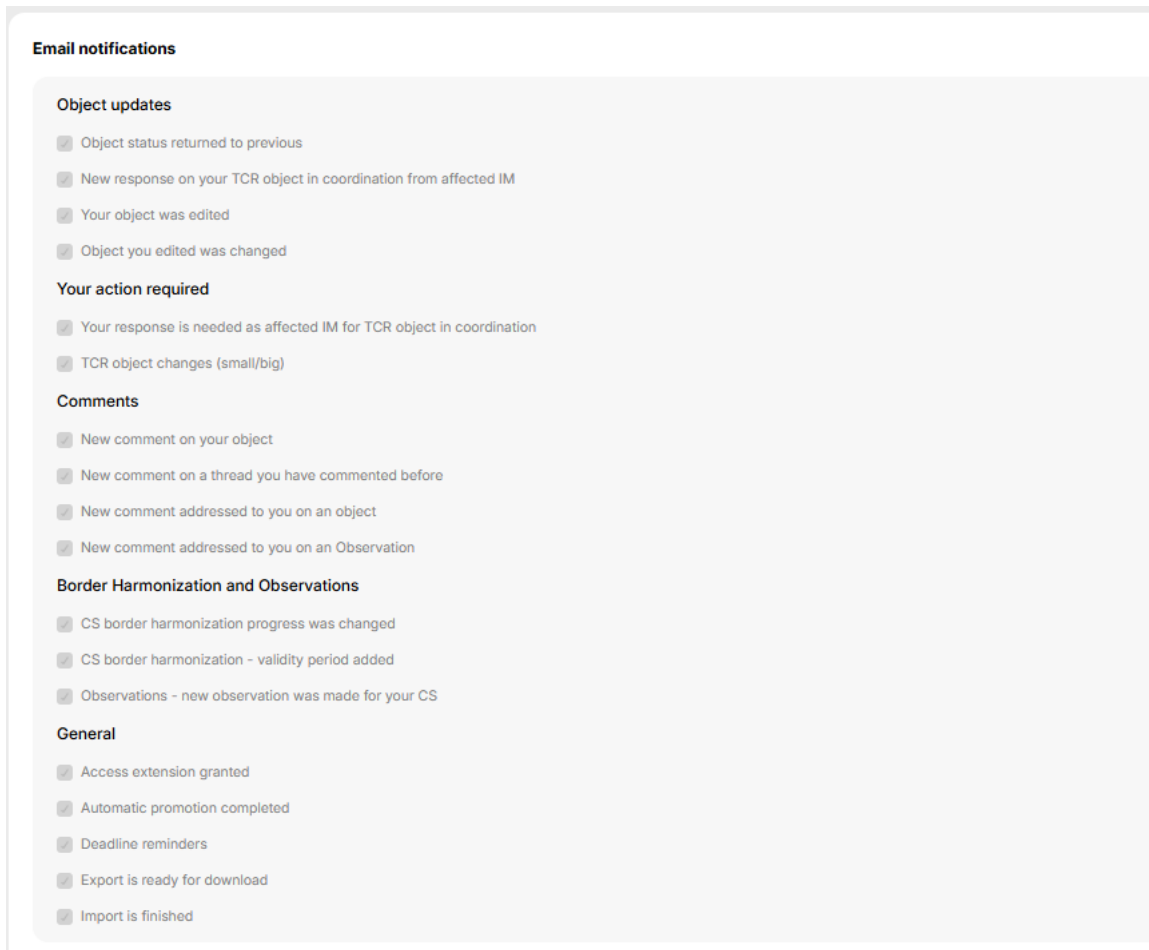 Email notifications
Object updates
Object status returned to previous
New response on your TCR object in coordination from affected IM
Your object was edited
Object you edited was changed
Your action required
Your response is needed as affected IM for TCR object in coordination
TCR object changes (small/big)
Comments
New comment on your object
New comment on a thread you have commented before
New comment addressed to you on an object
New comment addressed to you on an Observation
Border Harmonization and Observations
CS border harmonization progress was changed
CS border harmonization - validity period added
Observations - new observation was made for your CS
General
Access extension granted
Automatic promotion completed
Deadline reminders
Export is ready for download
Import is finished